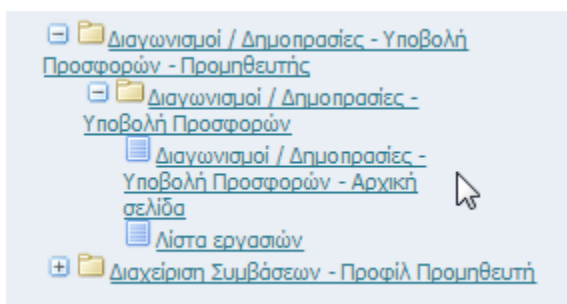 Διαγωνισμοί / Δημοπρασίες - Υποβολή
Προσφορών - Προμηθευτής
Διαγωνισμοί / Δημοπρασίες -
Υποβολή Προσφορών
Διαγωνισμοί / Δημοπρασίες -
Υποβολή Προσφορών - Αρχική
σελίδα
Λίστα εργασιών
Διαχείριση Συμβάσεων - Προφίλ Προμηθευτή